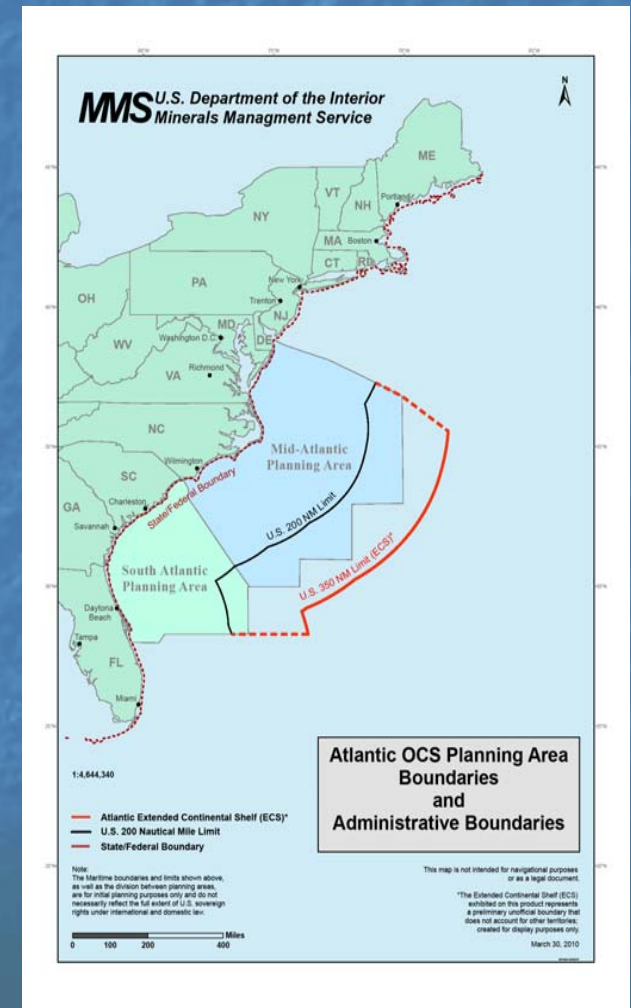 MMS U.S. Department of the Interior
Minerals Managment Service
N
ME
VT
NH
Portland
NY
MA
Boston
CT
RI
PA
New York
Trenton
NJ
OH
MD
DE
Washington D.C.
WV
Richmond
VA
NC
Mid-Atlantic
Planning Area
Wilmington
State/Federal Boundary
SC
Charleston
GA
Savannah
U.S. 200 NM Limit
U.S. 350 NM Limit (ECS)*
South Atlantic
Planning Area
Daytona
Beach
Tampa
FL
Miami
Atlantic OCS Planning Area
Boundaries
and
Administrative Boundaries
1:4,644,340
Atlantic Extended Continental Shelf (ECS)*
U.S. 200 Nautical Mile Limit
State/Federal Boundary
Note:
The Maritime boundaries and limits shown above,
as well as the division between planning areas,
are for initial planning purposes only and do not
necessarily reflect the full extent of U.S. sovereign
rights under international and domestic law.
Miles
0 100 200 400
This map is not intended for navigational purposes
or as a legal document.
*The Extended Continental Shelf (ECS)
exhibited on this product represents
a preliminary unofficial boundary that
does not account for other territories;
created for display purposes only.
March 30, 2010